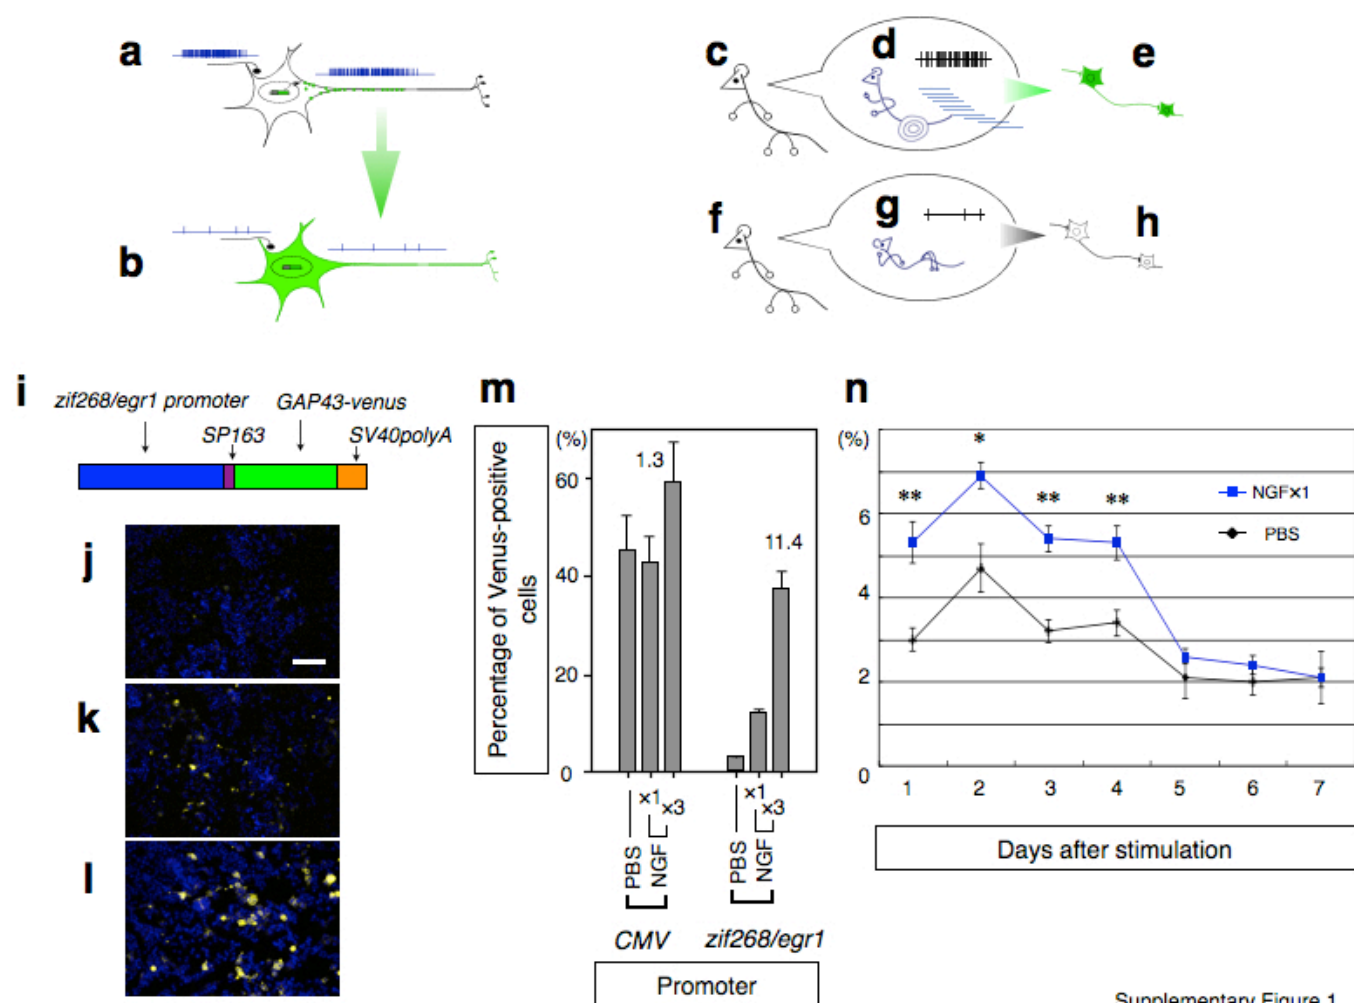 a
b
c
d
e
f
g
h
i
zif268/egr1 promoter
GAP43-venus
SP163
SV40polyA
j
k
l
m
Percentage of Venus-positive
cells
(%)
60
40
20
0
1.3
11.4
×1
×3
PBS
NGF
×1
×3
PBS
NGF
CMV
zif268/egr1
Promoter
n
(%)
6
4
2
0
*
**
**
**
NGF×1
PBS
1 2 3 4 5 6 7
Days after stimulation
Supplementary Figure 1